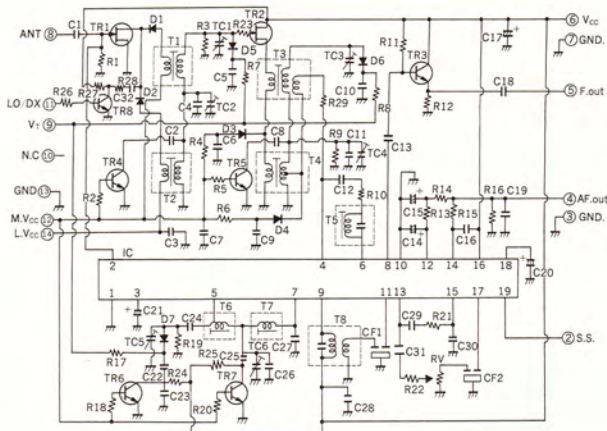 D1 T1 R3 TC1 R23 TR2
ANT 8 C1 TR1 D5 T3 TC3 D6 R11 TR3 C17 6 Vcc
7 GND.
R1 C5 R7 C10 C18 5 F.out
R26 R27 R28 D2 C4 TC2 R29 R8 R12
LO/DX 11 C32 TR8
VT 9 D3 C13
N.C 10 C2 R4 C6 C8 R9 C11 TC4
TR4 TR5 T4 C12 R10
GND 13 R5 R14 R16 C19 4 AF.out
R2 T2 T5 C15 R13 R15 3 GND.
M.Vcc 12 R6 D4 C14 C16
L.Vcc 14 C3 C7 C9 C20
IC
2 4 6 8 10 12 14 16 18
1 3 5 7 9 11 13 15 17 19
C21 D7 C24 T6 T7 T8 CF1 C29 R21 2 S.S.
TC5 R19 C27 C30
R17 C22 R25 C25 TC6 C26 C31 RV CF2
TR6 R24 TR7 R22
R18 C23 R20 C28